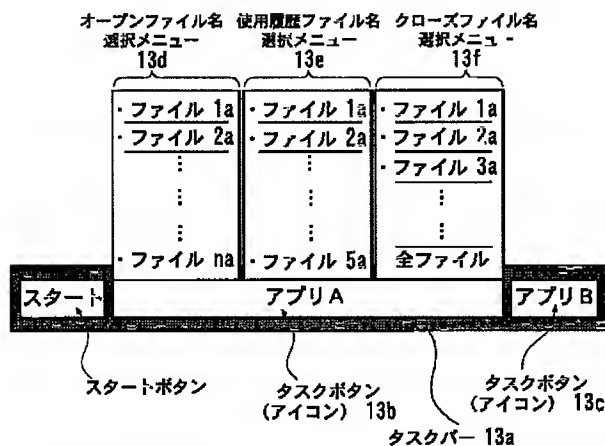 オープンファイル名
選択メニュー
13d
使用履歴ファイル名
選択メニュー
13e
クローズファイル名
選択メニュー
13f
・ファイル 1a
・ファイル 2a
⋮
⋮
・ファイル na
・ファイル 1a
・ファイル 2a
⋮
⋮
・ファイル 5a
・ファイル 1a
・ファイル 2a
・ファイル 3a
⋮
⋮
全ファイル
スタート
アプリA
アプリB
スタートボタン
タスクボタン
(アイコン) 13b
タスクボタン
(アイコン) 13c
タスクバー 13a